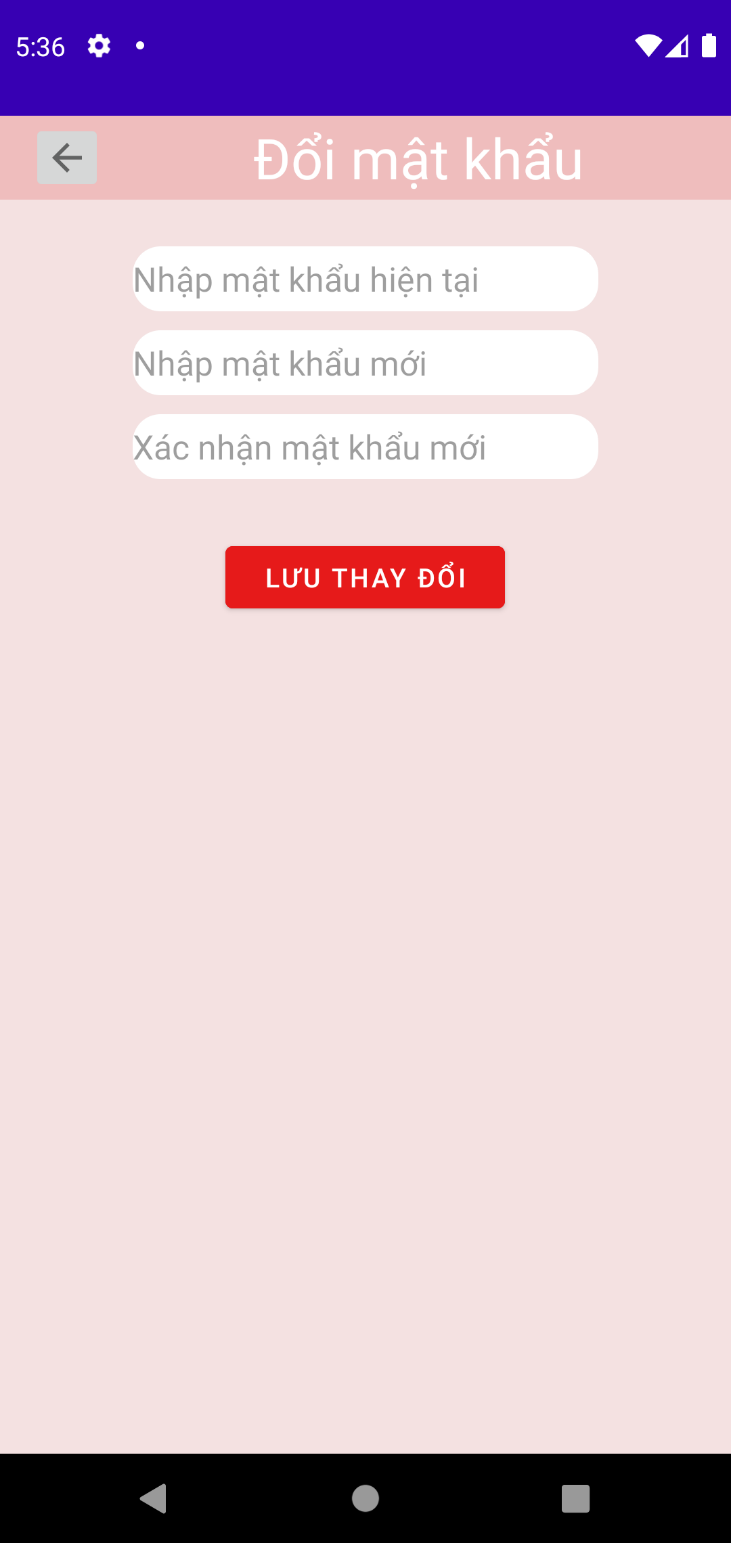 5:36
Đổi mật khẩu
Nhập mật khẩu hiện tại
Nhập mật khẩu mới
Xác nhận mật khẩu mới
LƯU THAY ĐỔI